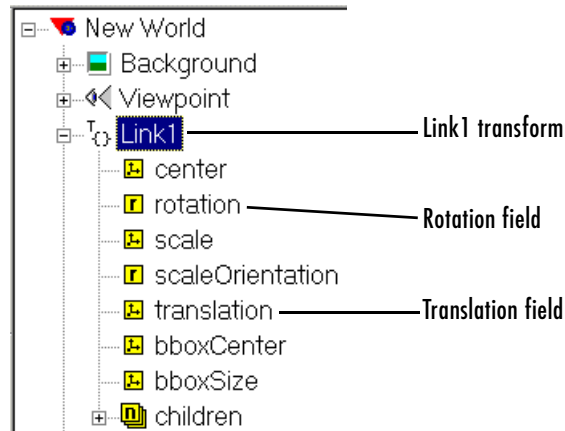 New World
Background
Viewpoint
T{} Link1
Link1 transform
center
r rotation
Rotation field
scale
r scaleOrientation
translation
Translation field
bboxCenter
bboxSize
children